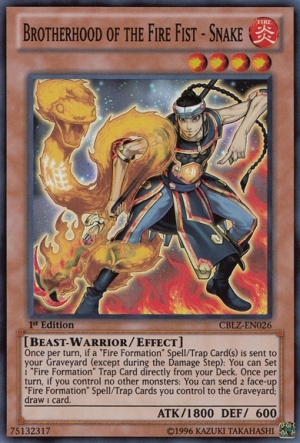 BROTHERHOOD OF THE FIRE FIST - SNAKE
FIRE
炎
1st Edition
CBLZ-EN026
[BEAST-WARRIOR/EFFECT]
Once per turn, if a "Fire Formation" Spell/Trap Card(s) is sent to
your Graveyard (except during the Damage Step): You can Set
1 "Fire Formation" Trap Card directly from your Deck. Once per
turn, if you control no other monsters: You can send 2 face-up
"Fire Formation" Spell/Trap Cards you control to the Graveyard;
draw 1 card.
ATK/1800 DEF/ 600
75132317
©1996 KAZUKI TAKAHASHI